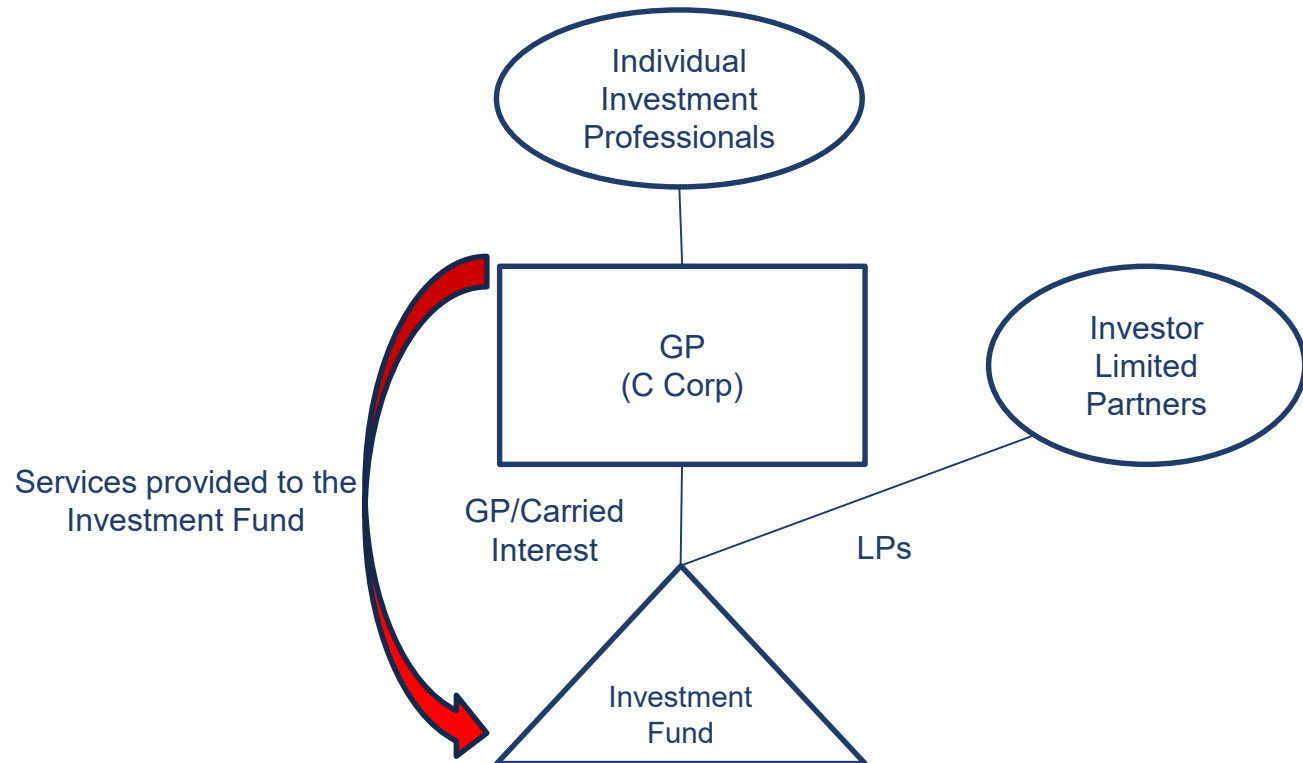 Individual
Investment
Professionals
GP
(C Corp)
Investor
Limited
Partners
Services provided to the
Investment Fund
GP/Carried
Interest
LPs
Investment
Fund